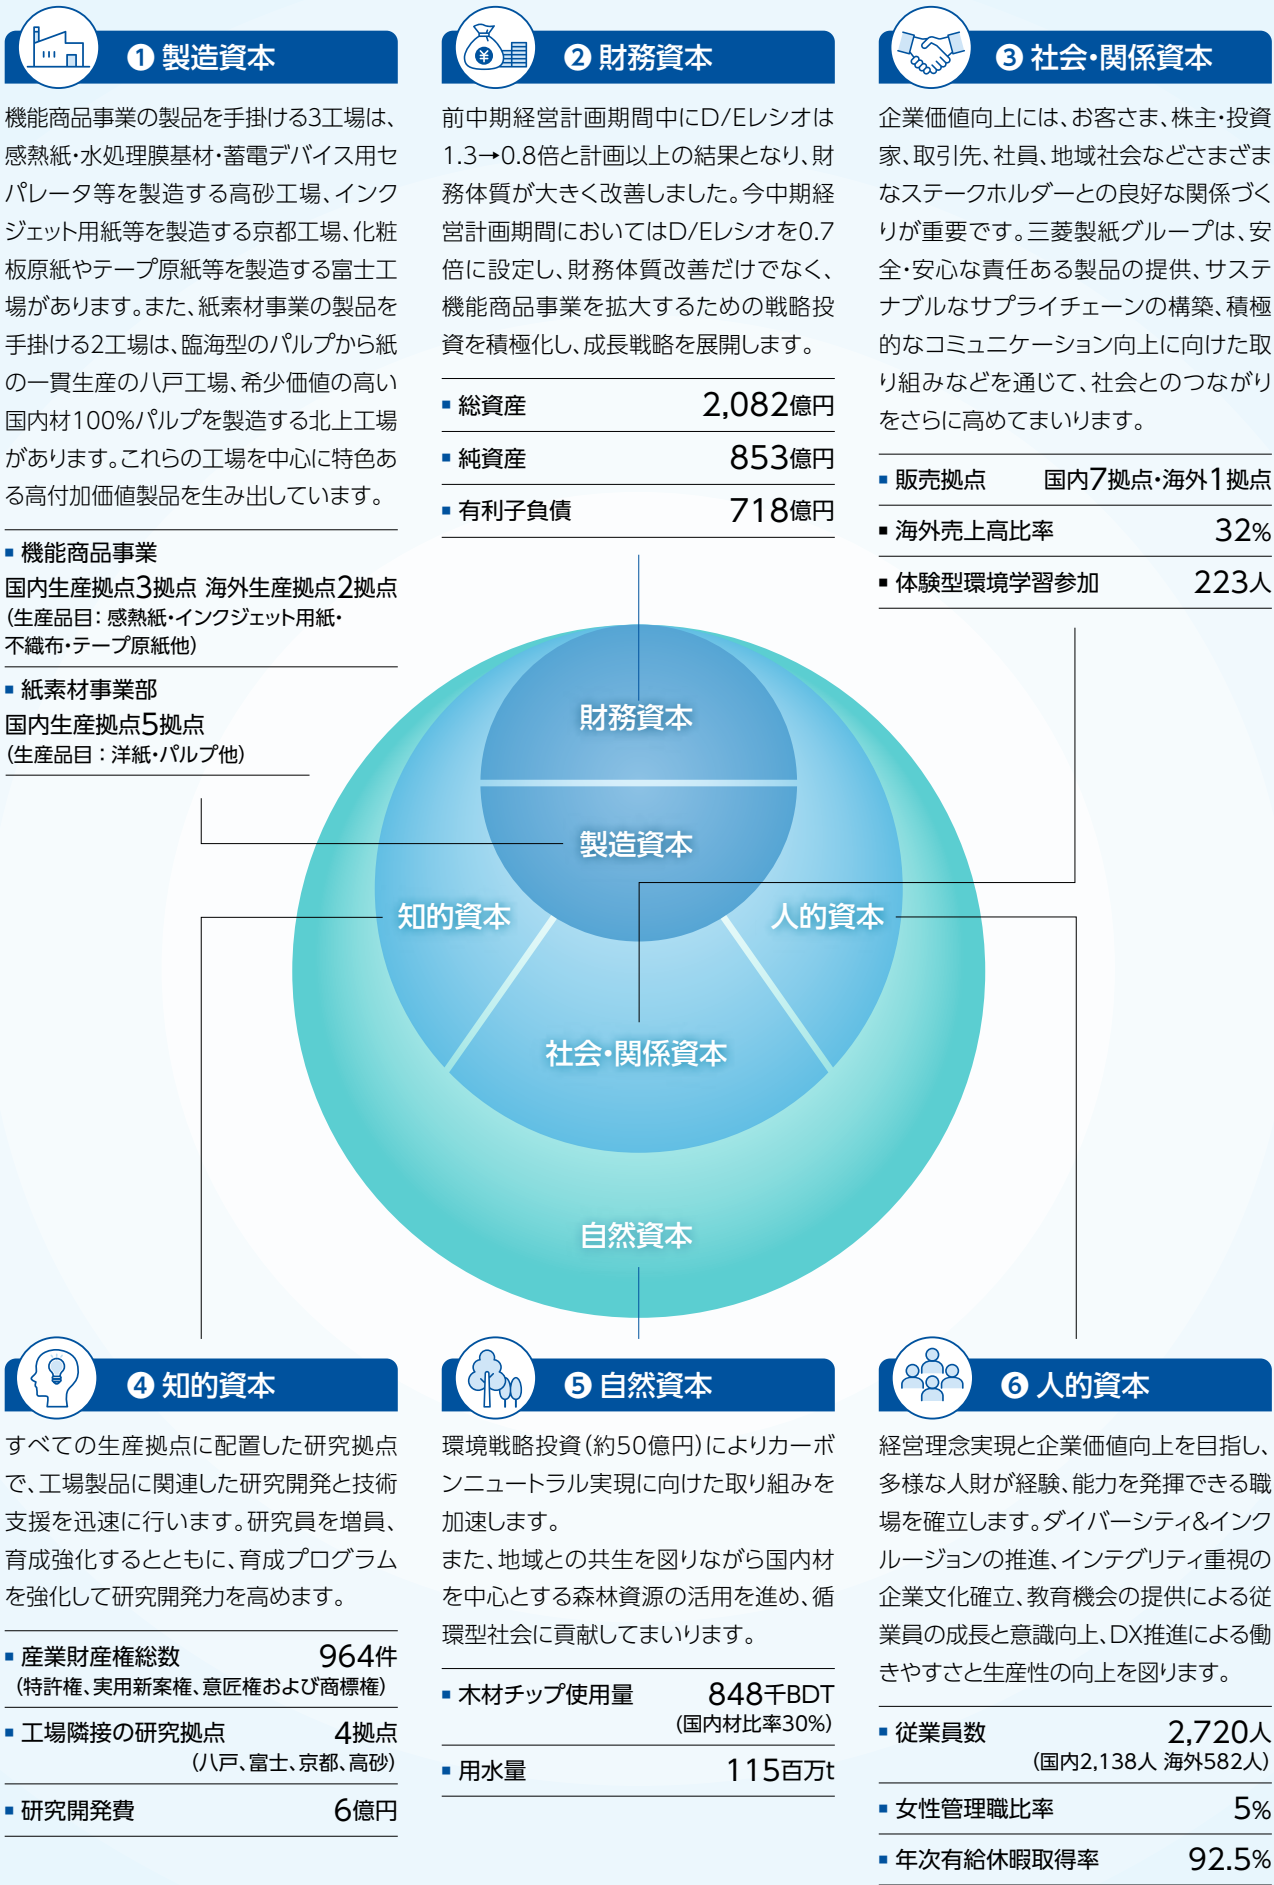 ❶ 製造資本
機能商品事業の製品を手掛ける3工場は、
感熱紙・水処理膜基材・蓄電デバイス用セ
パレータ等を製造する高砂工場、インク
ジェット用紙等を製造する京都工場、化粧
板原紙やテープ原紙等を製造する富士工
場があります。また、紙素材事業の製品を
手掛ける2工場は、臨海型のパルプから紙
の一貫生産の八戸工場、希少価値の高い
国内材100%パルプを製造する北上工場
があります。これらの工場を中心に特色あ
る高付加価値製品を生み出しています。
▪ 機能商品事業
国内生産拠点3拠点 海外生産拠点2拠点
（生産品目：感熱紙・インクジェット用紙・
不織布・テープ原紙他）
▪ 紙素材事業部
国内生産拠点5拠点
（生産品目：洋紙・パルプ他）
❷ 財務資本
前中期経営計画期間中にD/Eレシオは
1.3→0.8倍と計画以上の結果となり、財
務体質が大きく改善しました。今中期経
営計画期間においてはD/Eレシオを0.7
倍に設定し、財務体質改善だけでなく、
機能商品事業を拡大するための戦略投
資を積極化し、成長戦略を展開します。
▪ 総資産 2,082億円
▪ 純資産 853億円
▪ 有利子負債 718億円
❸ 社会・関係資本
企業価値向上には、お客さま、株主・投資
家、取引先、社員、地域社会などさまざま
なステークホルダーとの良好な関係づく
りが重要です。三菱製紙グループは、安
全・安心な責任ある製品の提供、サステ
ナブルなサプライチェーンの構築、積極
的なコミュニケーション向上に向けた取
り組みなどを通じて、社会とのつながり
をさらに高めてまいります。
▪ 販売拠点 国内7拠点・海外1拠点
▪ 海外売上高比率 32%
▪ 体験型環境学習参加 223人
財務資本
製造資本
知的資本
人的資本
社会・関係資本
自然資本
❹ 知的資本
すべての生産拠点に配置した研究拠点
で、工場製品に関連した研究開発と技術
支援を迅速に行います。研究員を増員、
育成強化するとともに、育成プログラム
を強化して研究開発力を高めます。
▪ 産業財産権総数 964件
（特許権、実用新案権、意匠権および商標権）
▪ 工場隣接の研究拠点 4拠点
（八戸、富士、京都、高砂）
▪ 研究開発費 6億円
❺ 自然資本
環境戦略投資（約50億円）によりカーボ
ンニュートラル実現に向けた取り組みを
加速します。
また、地域との共生を図りながら国内材
を中心とする森林資源の活用を進め、循
環型社会に貢献してまいります。
▪ 木材チップ使用量 848千BDT
（国内材比率30%）
▪ 用水量 115百万t
❻ 人的資本
経営理念実現と企業価値向上を目指し、
多様な人財が経験、能力を発揮できる職
場を確立します。ダイバーシティ&インク
ルージョンの推進、インテグリティ重視の
企業文化確立、教育機会の提供による従
業員の成長と意識向上、DX推進による働
きやすさと生産性の向上を図ります。
▪ 従業員数 2,720人
（国内2,138人 海外582人）
▪ 女性管理職比率 5%
▪ 年次有給休暇取得率 92.5%